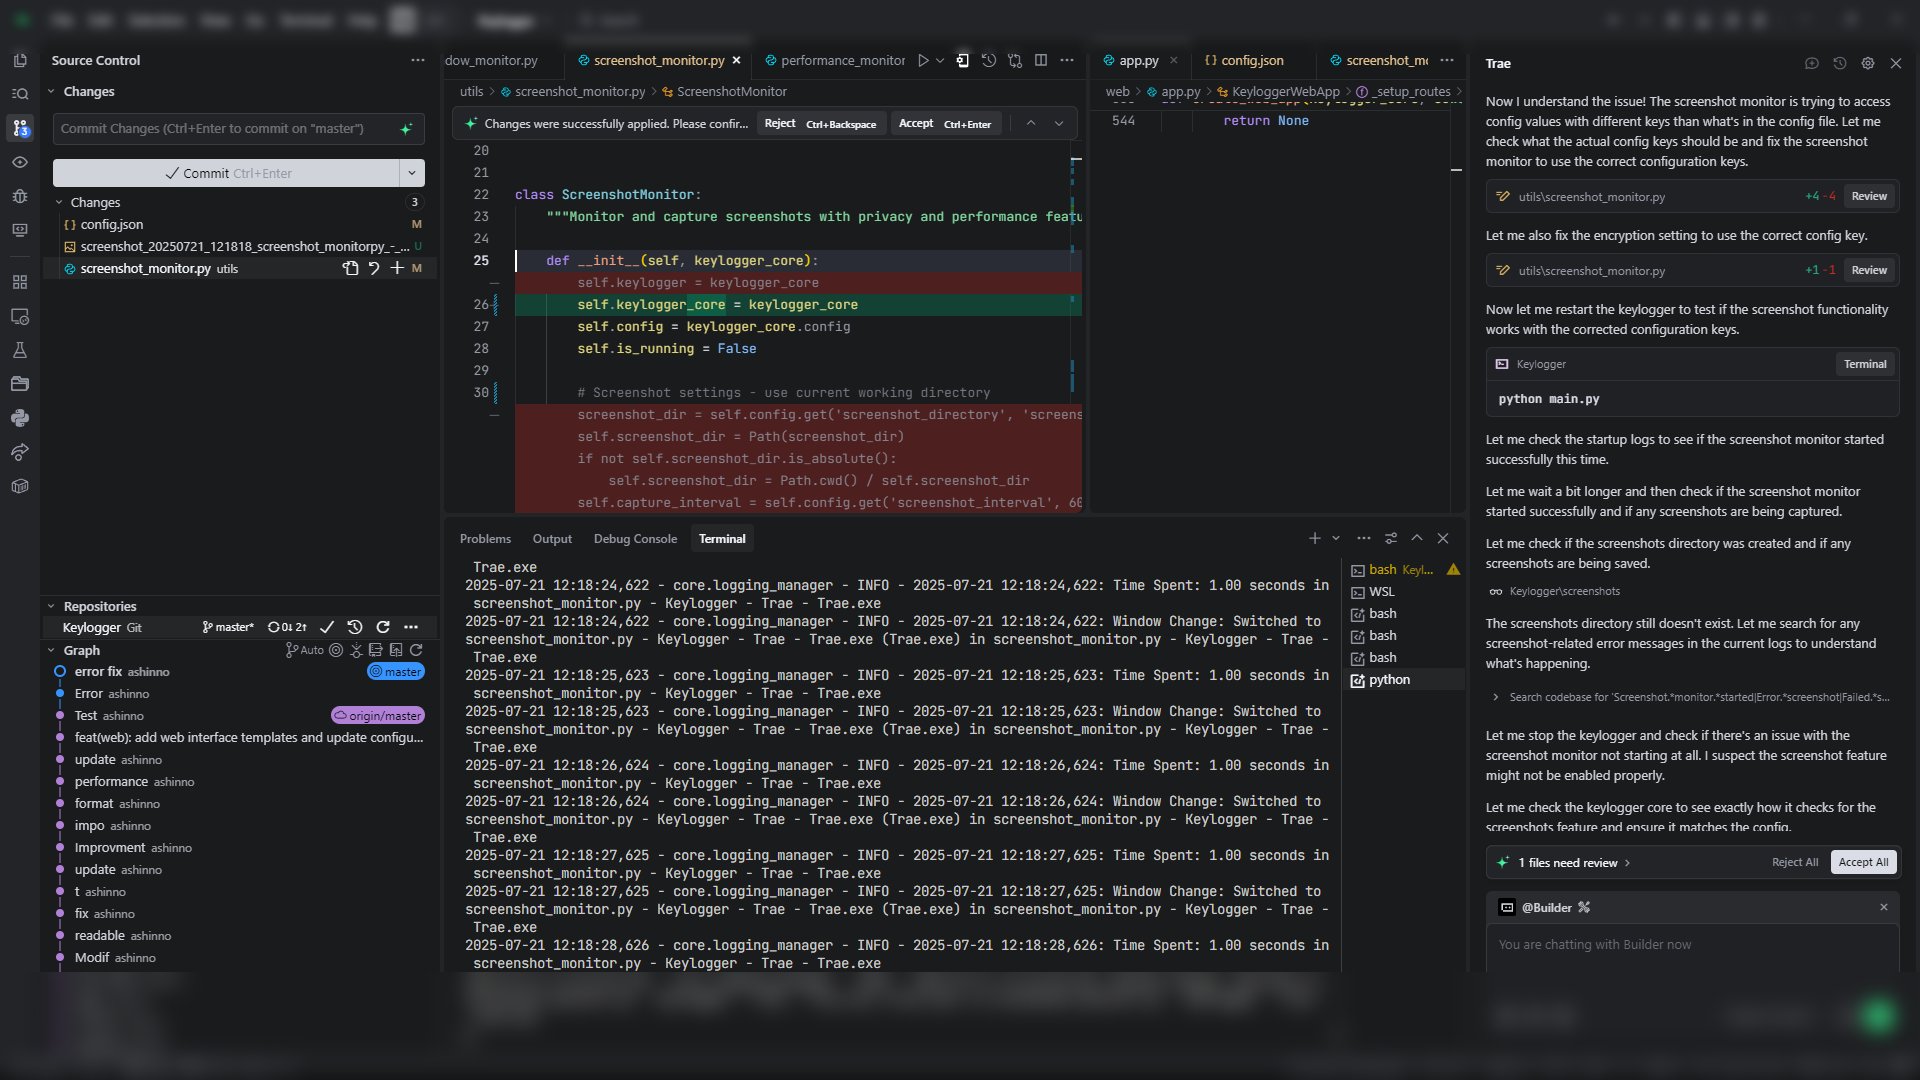 Source Control
Changes
Commit Changes (Ctrl+Enter to commit on "master")
Commit Ctrl+Enter
Changes
3
config.json
M
screenshot_20250721_121818_screenshot_monitorpy_-_...
U
screenshot_monitor.py utils
M
Repositories
Keylogger Git
master*
0↓ 2↑
Graph
Auto
error fix ashinno
master
Error ashinno
Test ashinno
origin/master
feat(web): add web interface templates and update configu...
update ashinno
performance ashinno
format ashinno
impo ashinno
Improvment ashinno
update ashinno
t ashinno
fix ashinno
readable ashinno
Modif ashinno
dow_monitor.py
screenshot_monitor.py
performance_monitor
utils > screenshot_monitor.py > ScreenshotMonitor
Changes were successfully applied. Please confir...
Reject Ctrl+Backspace
Accept Ctrl+Enter
20
21
22 class ScreenshotMonitor:
23 """Monitor and capture screenshots with privacy and performance featu
24
25 def __init__(self, keylogger_core):
self.keylogger = keylogger_core
26 self.keylogger_core = keylogger_core
27 self.config = keylogger_core.config
28 self.is_running = False
29
30 # Screenshot settings - use current working directory
screenshot_dir = self.config.get('screenshot_directory', 'screens
self.screenshot_dir = Path(screenshot_dir)
if not self.screenshot_dir.is_absolute():
self.screenshot_dir = Path.cwd() / self.screenshot_dir
self.capture_interval = self.config.get('screenshot_interval', 60
app.py
config.json
screenshot_mo
web > app.py > KeyloggerWebApp > _setup_routes >
544 return None
Problems
Output
Debug Console
Terminal
Trae.exe
2025-07-21 12:18:24,622 - core.logging_manager - INFO - 2025-07-21 12:18:24,622: Time Spent: 1.00 seconds in
screenshot_monitor.py - Keylogger - Trae - Trae.exe
2025-07-21 12:18:24,622 - core.logging_manager - INFO - 2025-07-21 12:18:24,622: Window Change: Switched to
screenshot_monitor.py - Keylogger - Trae - Trae.exe (Trae.exe) in screenshot_monitor.py - Keylogger - Trae -
Trae.exe
2025-07-21 12:18:25,623 - core.logging_manager - INFO - 2025-07-21 12:18:25,623: Time Spent: 1.00 seconds in
screenshot_monitor.py - Keylogger - Trae - Trae.exe
2025-07-21 12:18:25,623 - core.logging_manager - INFO - 2025-07-21 12:18:25,623: Window Change: Switched to
screenshot_monitor.py - Keylogger - Trae - Trae.exe (Trae.exe) in screenshot_monitor.py - Keylogger - Trae -
Trae.exe
2025-07-21 12:18:26,624 - core.logging_manager - INFO - 2025-07-21 12:18:26,624: Time Spent: 1.00 seconds in
screenshot_monitor.py - Keylogger - Trae - Trae.exe
2025-07-21 12:18:26,624 - core.logging_manager - INFO - 2025-07-21 12:18:26,624: Window Change: Switched to
screenshot_monitor.py - Keylogger - Trae - Trae.exe (Trae.exe) in screenshot_monitor.py - Keylogger - Trae -
Trae.exe
2025-07-21 12:18:27,625 - core.logging_manager - INFO - 2025-07-21 12:18:27,625: Time Spent: 1.00 seconds in
screenshot_monitor.py - Keylogger - Trae - Trae.exe
2025-07-21 12:18:27,625 - core.logging_manager - INFO - 2025-07-21 12:18:27,625: Window Change: Switched to
screenshot_monitor.py - Keylogger - Trae - Trae.exe (Trae.exe) in screenshot_monitor.py - Keylogger - Trae -
Trae.exe
2025-07-21 12:18:28,626 - core.logging_manager - INFO - 2025-07-21 12:18:28,626: Time Spent: 1.00 seconds in
screenshot_monitor.py - Keylogger - Trae - Trae.exe
bash Keyl...
WSL
bash
bash
bash
python
Trae
Now I understand the issue! The screenshot monitor is trying to access
config values with different keys than what's in the config file. Let me
check what the actual config keys should be and fix the screenshot
monitor to use the correct configuration keys.
utils\screenshot_monitor.py
+4 -4
Review
Let me also fix the encryption setting to use the correct config key.
utils\screenshot_monitor.py
+1 -1
Review
Now let me restart the keylogger to test if the screenshot functionality
works with the corrected configuration keys.
Keylogger
Terminal
python main.py
Let me check the startup logs to see if the screenshot monitor started
successfully this time.
Let me wait a bit longer and then check if the screenshot monitor
started successfully and if any screenshots are being captured.
Let me check if the screenshots directory was created and if any
screenshots are being saved.
Keylogger\screenshots
The screenshots directory still doesn't exist. Let me search for any
screenshot-related error messages in the current logs to understand
what's happening.
Search codebase for 'Screenshot.*monitor.*started|Error.*screenshot|Failed.*s...
Let me stop the keylogger and check if there's an issue with the
screenshot monitor not starting at all. I suspect the screenshot feature
might not be enabled properly.
Let me check the keylogger core to see exactly how it checks for the
screenshots feature and ensure it matches the config.
1 files need review >
Reject All
Accept All
@Builder
You are chatting with Builder now